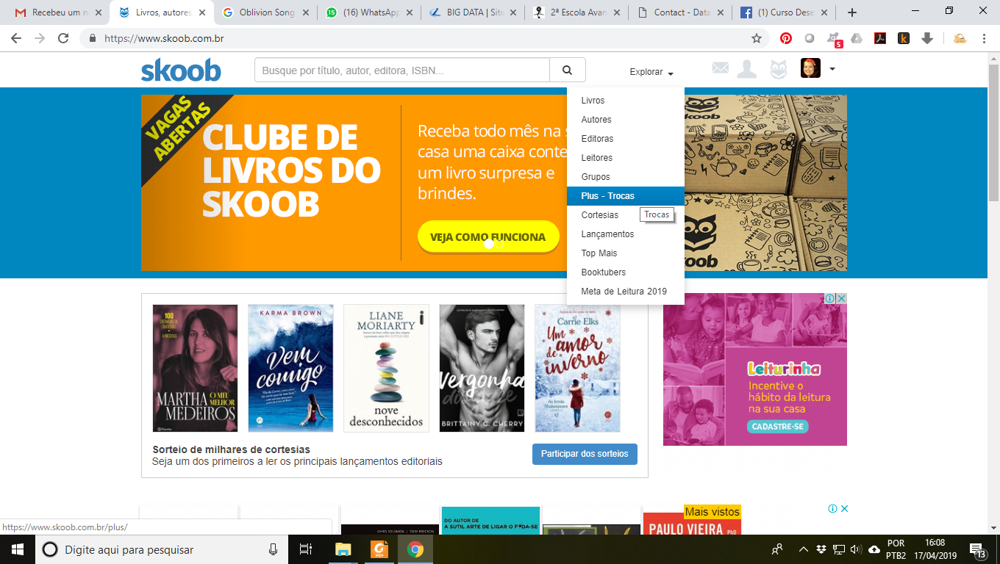 Recebeu um n
Livros, autores,
Oblivion Song
(16) WhatsApp
BIG DATA | Site
2ª Escola Avan
Contact - Data
(1) Curso Dese
https://www.skoob.com.br
5
skoob
Busque por título, autor, editora, ISBN...
Explorar
Livros
Autores
Editoras
Leitores
Grupos
Plus - Trocas
Cortesias
Trocas
Lançamentos
Top Mais
Booktubers
Meta de Leitura 2019
VAGAS
ABERTAS
CLUBE DE
LIVROS DO
SKOOB
Receba todo mês na s
casa uma caixa conte
um livro surpresa e
brindes.
VEJA COMO FUNCIONA
100
CRÔNICAS DE
SUCESSO
MARTHA
MEDEIROS
O MEU
MELHOR
Planeta
KARMA BROWN
Vem
comigo
LIANE
MORIARTY
nove
desconhecidos
Vergonha
BRITTAINY C. CHERRY
Carrie Elks
Um amor
de inverno
As Irmãs
Shakespeare
LIVRO 2
Sorteio de milhares de cortesias
Seja um dos primeiros a ler os principais lançamentos editoriais
Participar dos sorteios
Leiturinha
Incentive o
hábito da leitura
na sua casa
CADASTRE-SE
DO AUTOR DE
A SUTIL ARTE DE LIGAR O F*DA-SE
Mais vistos
PAULO VIEIRA PhD
https://www.skoob.com.br/plus/
Digite aqui para pesquisar
POR
PTB2
16:08
17/04/2019
13